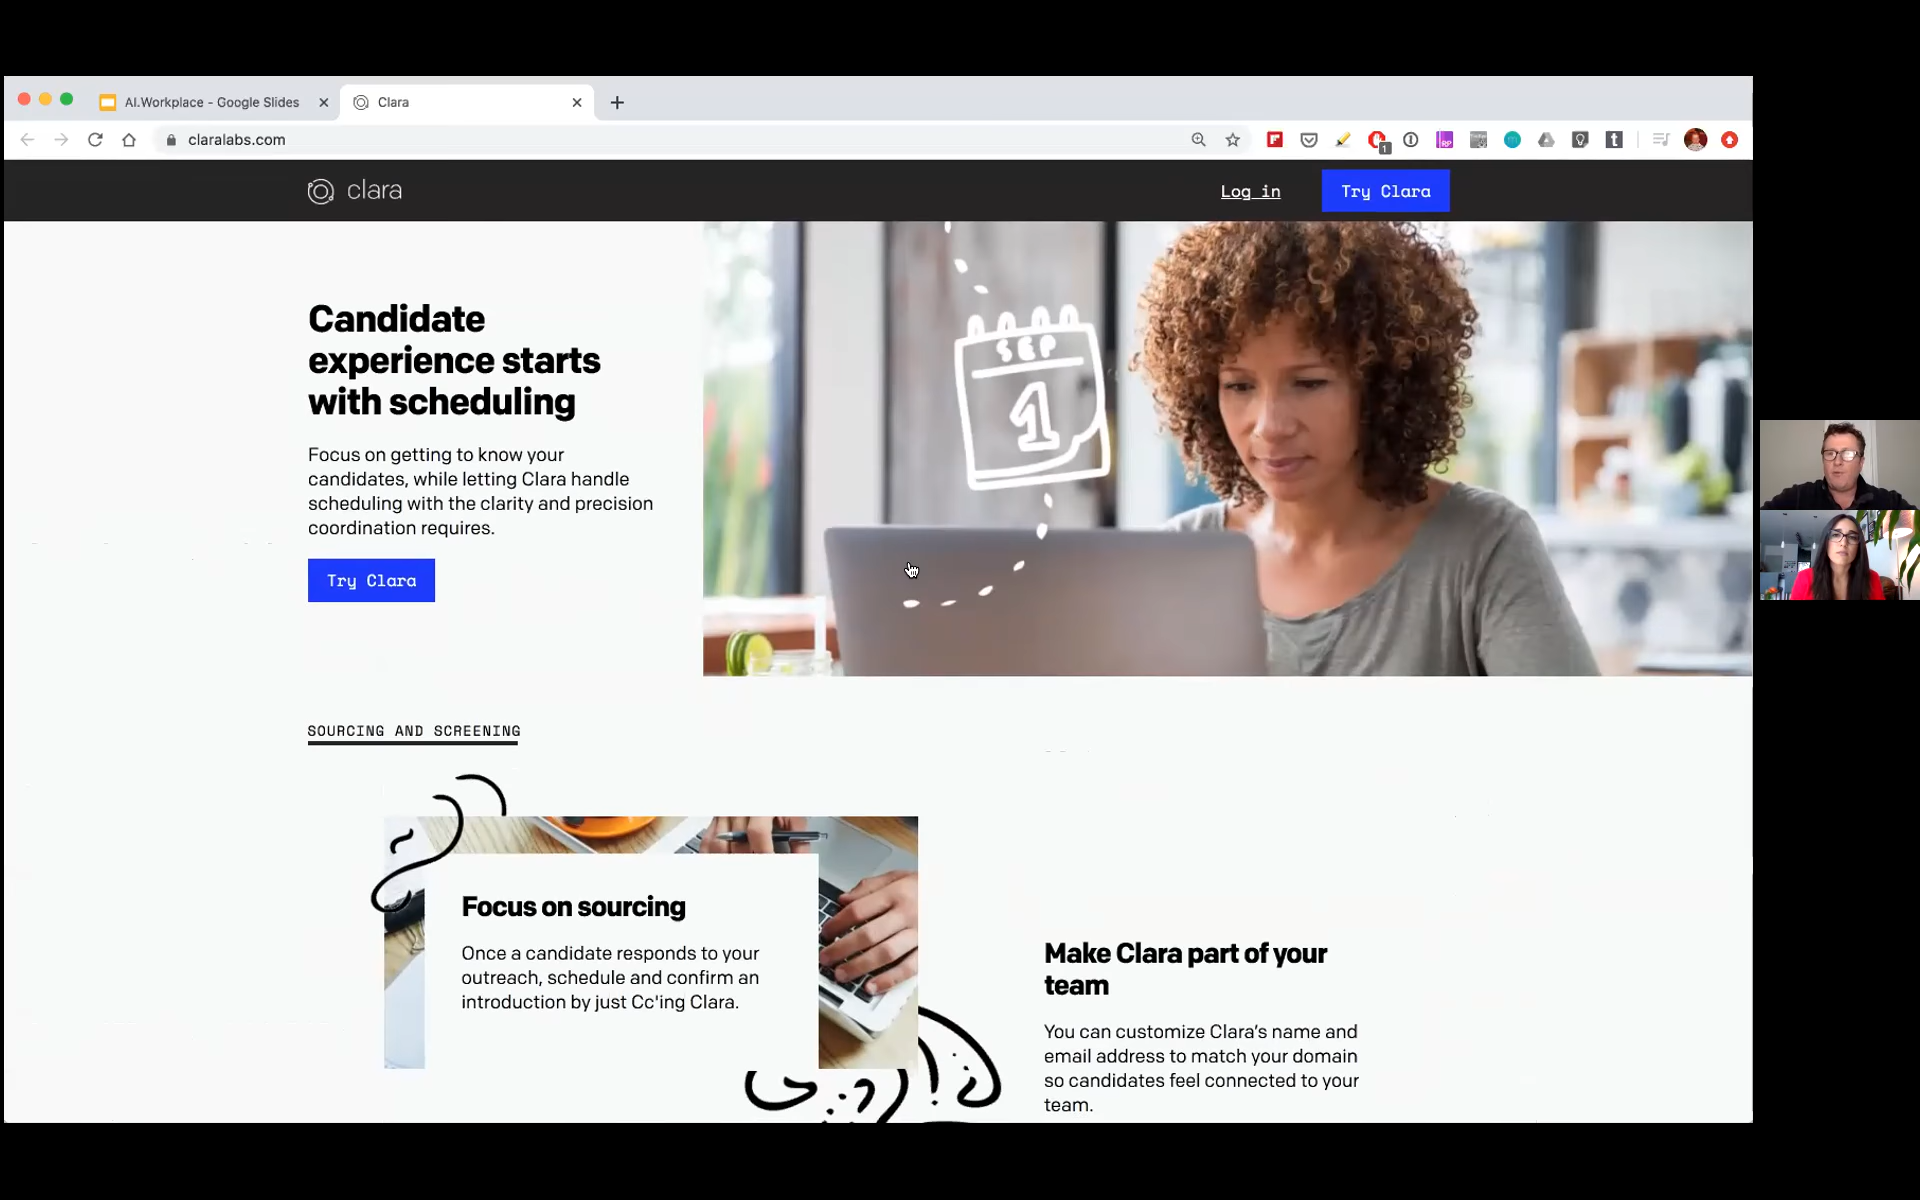 AI.Workplace - Google Slides
Clara
claralabs.com
1
RP
t
clara
Log in
Try Clara
Candidate
experience starts
with scheduling
Focus on getting to know your
candidates, while letting Clara handle
scheduling with the clarity and precision
coordination requires.
Try Clara
SEP
1
SOURCING AND SCREENING
Focus on sourcing
Once a candidate responds to your
outreach, schedule and confirm an
introduction by just Cc'ing Clara.
Make Clara part of your
team
You can customize Clara’s name and
email address to match your domain
so candidates feel connected to your
team.